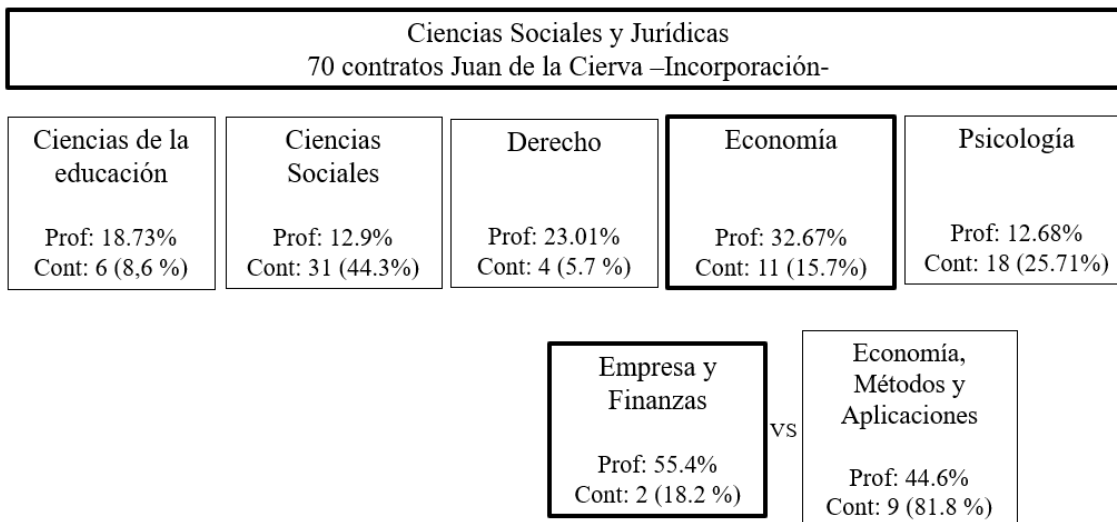 Ciencias Sociales y Jurídicas
70 contratos Juan de la Cierva –Incorporación-
Ciencias de la
educación
Prof: 18.73%
Cont: 6 (8,6 %)
Ciencias
Sociales
Prof: 12.9%
Cont: 31 (44.3%)
Derecho
Prof: 23.01%
Cont: 4 (5.7 %)
Economía
Prof: 32.67%
Cont: 11 (15.7%)
Psicología
Prof: 12.68%
Cont: 18 (25.71%)
Empresa y
Finanzas
Prof: 55.4%
Cont: 2 (18.2 %)
vs
Economía,
Métodos y
Aplicaciones
Prof: 44.6%
Cont: 9 (81.8 %)